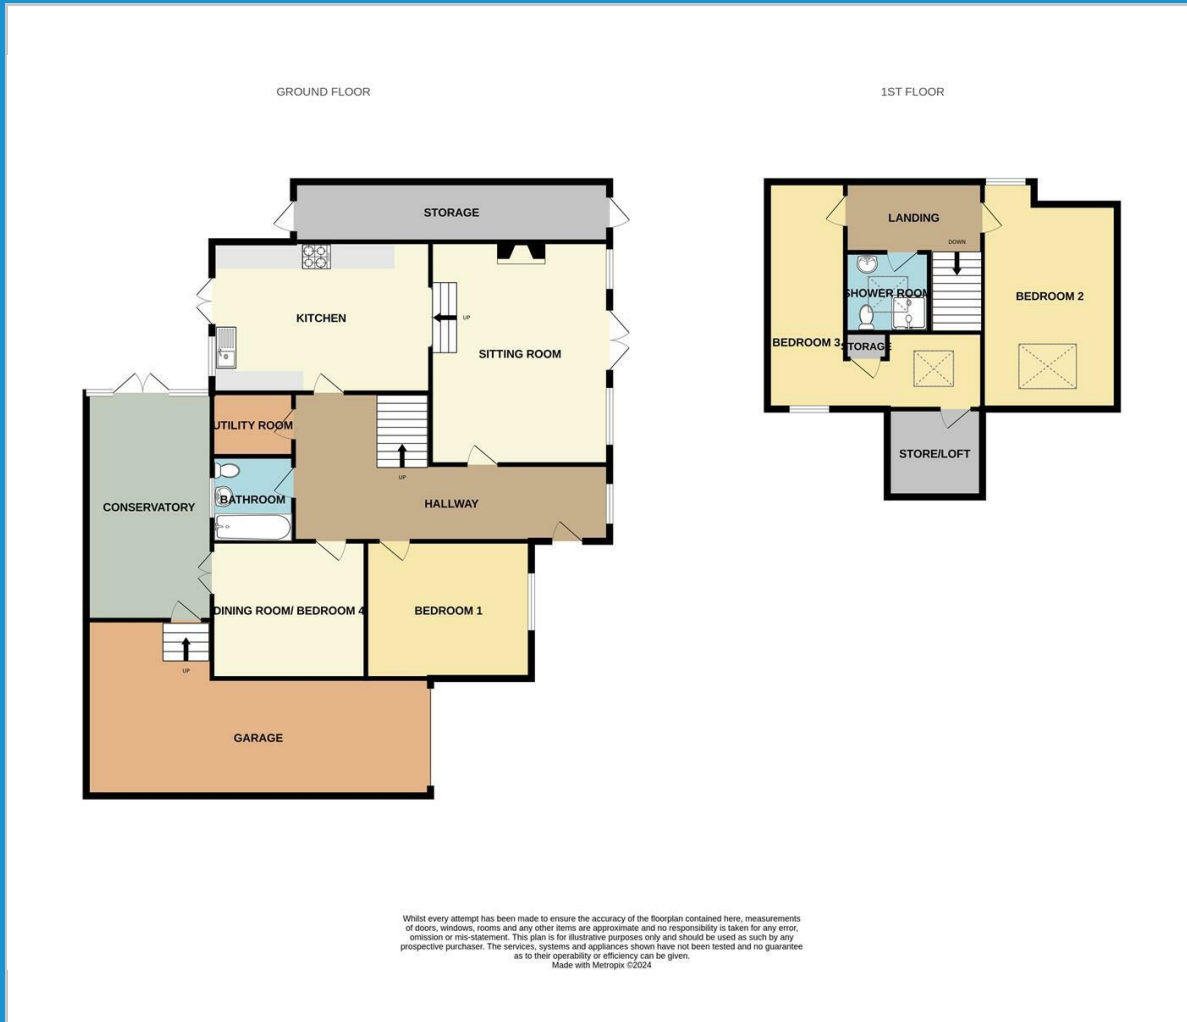 GROUND FLOOR
1ST FLOOR
STORAGE
KITCHEN
UP
SITTING ROOM
UTILITY ROOM
UP
BATHROOM
HALLWAY
CONSERVATORY
DINING ROOM/ BEDROOM 4
BEDROOM 1
UP
GARAGE
LANDING
DOWN
SHOWER ROOM
BEDROOM 2
BEDROOM 3
STORAGE
STORE/LOFT
Whilst every attempt has been made to ensure the accuracy of the floorplan contained here, measurements
of doors, windows, rooms and any other items are approximate and no responsibility is taken for any error,
omission or mis-statement. This plan is for illustrative purposes only and should be used as such by any
prospective purchaser. The services, systems and appliances shown have not been tested and no guarantee
as to their operability or efficiency can be given.
Made with Metropix ©2024